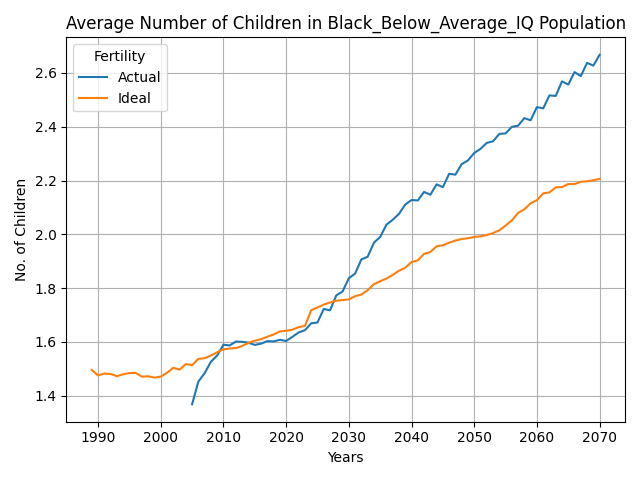 Average Number of Children in Black_Below_Average_IQ Population
Fertility
Actual
Ideal
No. of Children
2.6
2.4
2.2
2.0
1.8
1.6
1.4
1990 2000 2010 2020 2030 2040 2050 2060 2070
Years